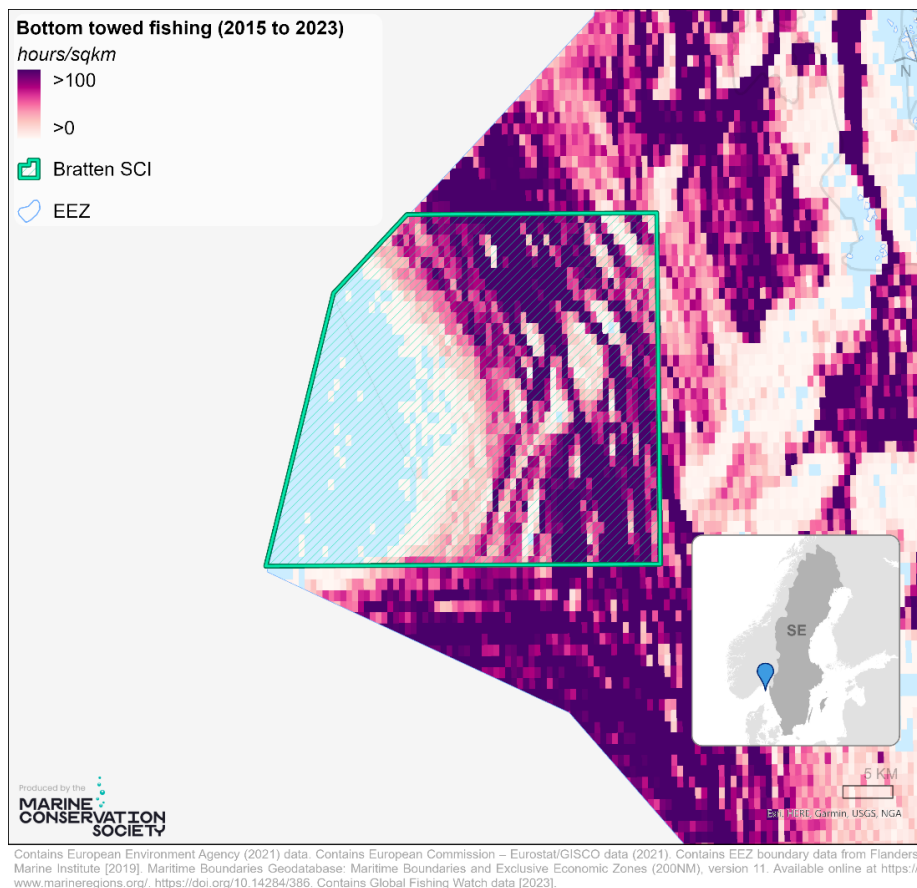 Bottom towed fishing (2015 to 2023)
hours/sqkm
>100
>0
Bratten SCI
EEZ
N
SE
5 KM
Esri, HERE, Garmin, USGS, NGA
Produced by the
MARINE
CONSERVATION
SOCIETY
Contains European Environment Agency (2021) data. Contains European Commission – Eurostat/GISCO data (2021). Contains EEZ boundary data from Flanders
Marine Institute [2019]. Maritime Boundaries Geodatabase: Maritime Boundaries and Exclusive Economic Zones (200NM), version 11. Available online at https:/
www.marineregions.org/. https://doi.org/10.14284/386. Contains Global Fishing Watch data [2023].